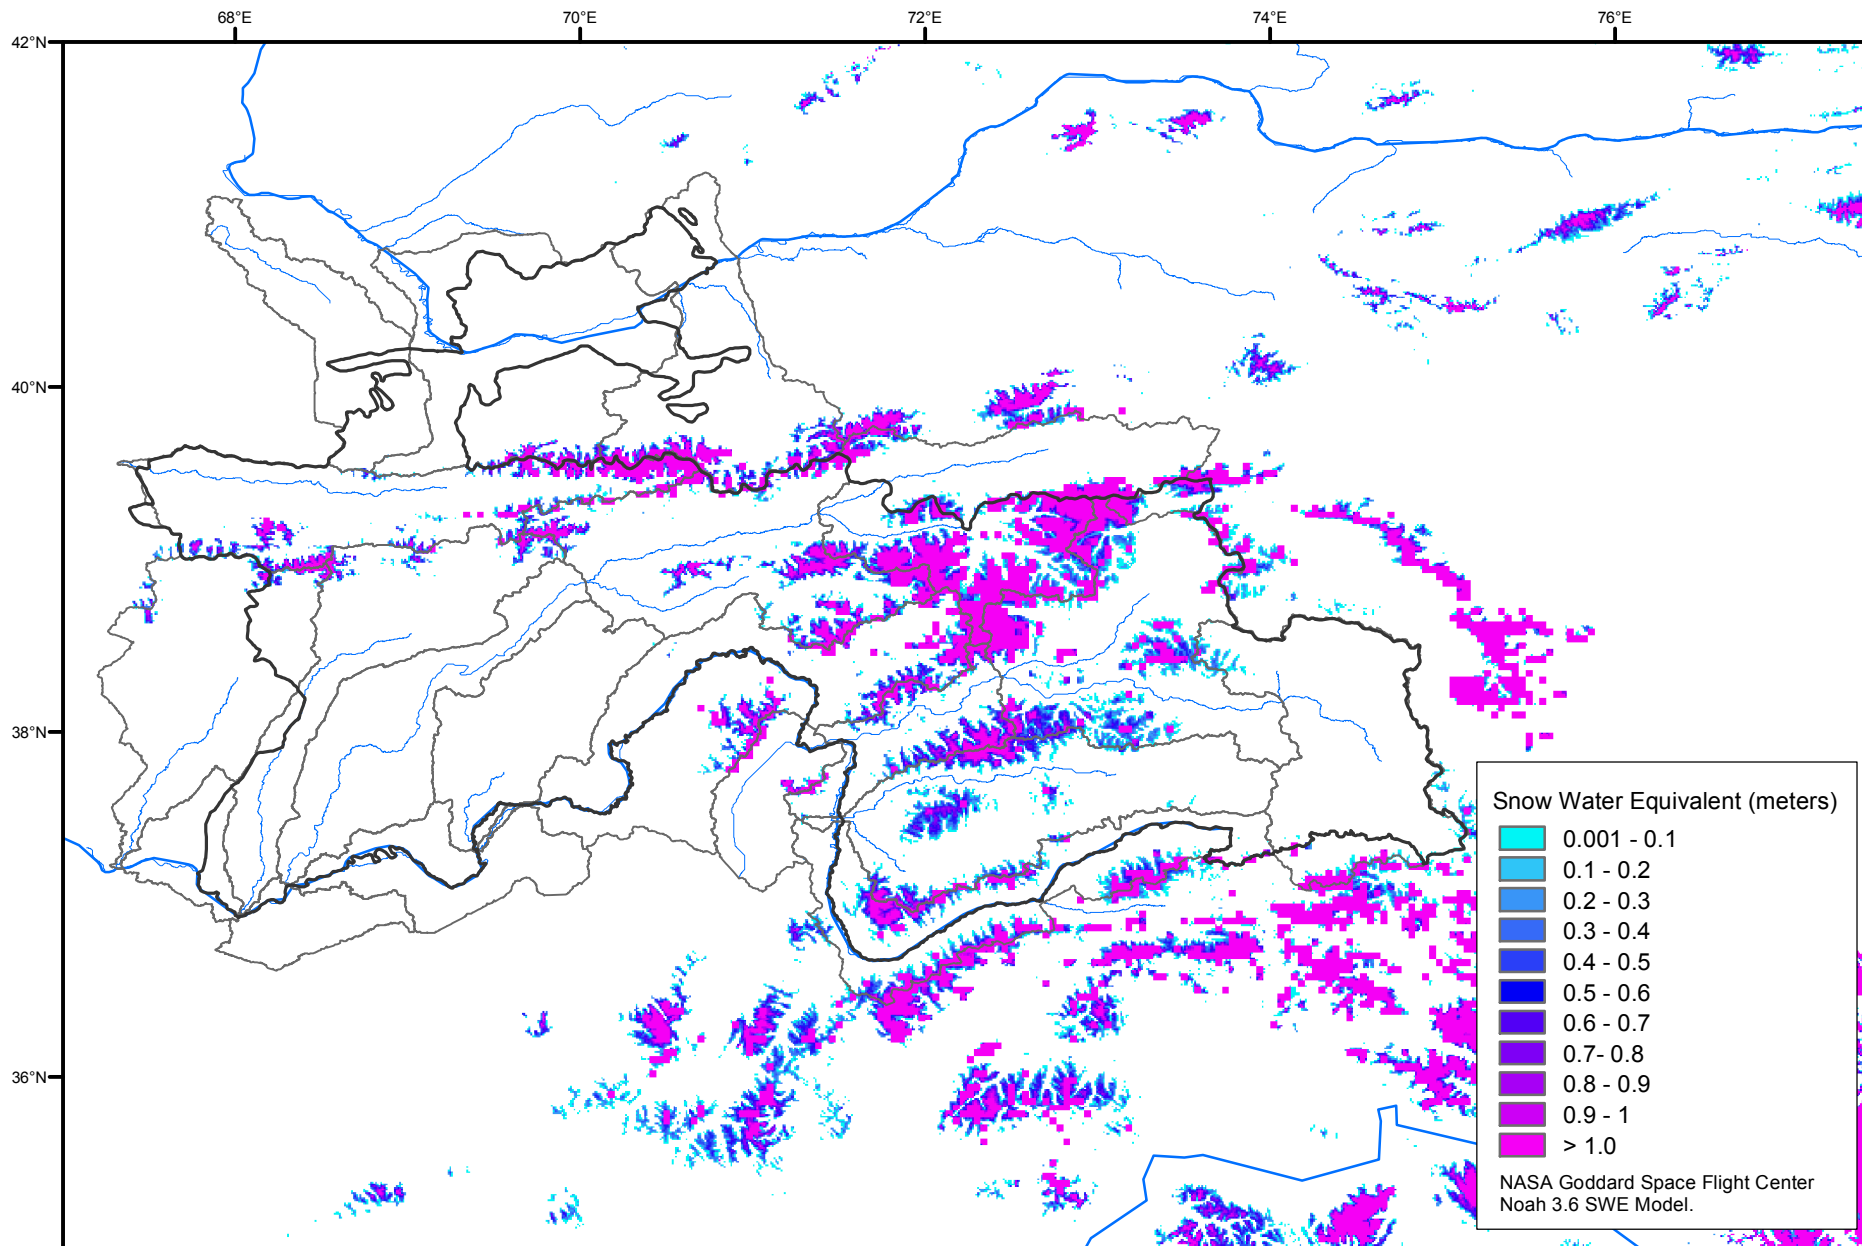 68°E
70°E
72°E
74°E
76°E
42°N
40°N
38°N
36°N
Snow Water Equivalent (meters)
0.001 - 0.1
0.1 - 0.2
0.2 - 0.3
0.3 - 0.4
0.4 - 0.5
0.5 - 0.6
0.6 - 0.7
0.7- 0.8
0.8 - 0.9
0.9 - 1
> 1.0
NASA Goddard Space Flight Center
Noah 3.6 SWE Model.